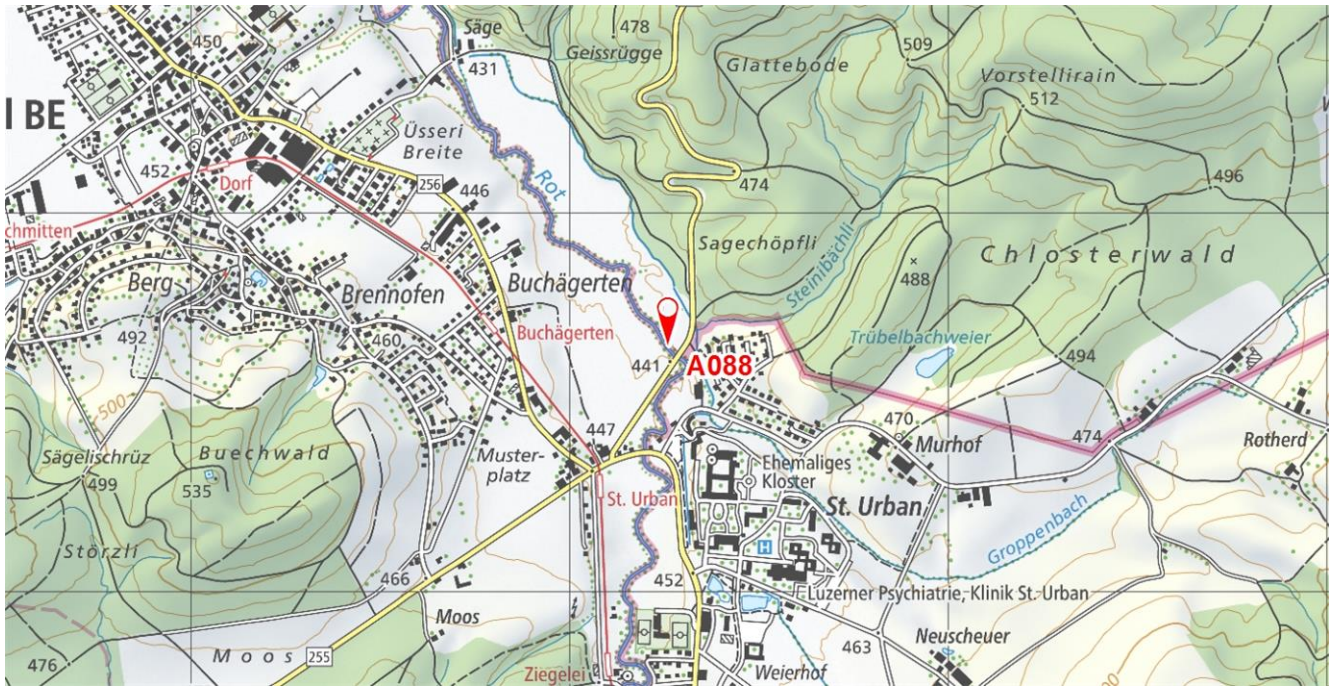 450
Säge
478
Geissrügge
509
Glattebode
Vorstellirain
512
431
l BE
Üsseri
Breite
452
Dorf
256
446
Rot
474
496
chmitten
Sagechöpfli
Steinibächli
Chlosterwald
488
Berg
Brennhofen
Buchägerten
492
460
Buchägerten
Trübelbachweier
441
A088
494
500
447
470
Murhof
474
Rotherd
Sägelischrüz
Buechwald
Muster-
platz
Ehemaliges
Kloster
499
535
St. Urban
St. Urban
Groppenbach
Störzli
H
466
452
Luzerner Psychiatrie, Klinik St. Urban
Moos
463
Neuscheuer
476
Moos
255
Ziegelei
Weierhof